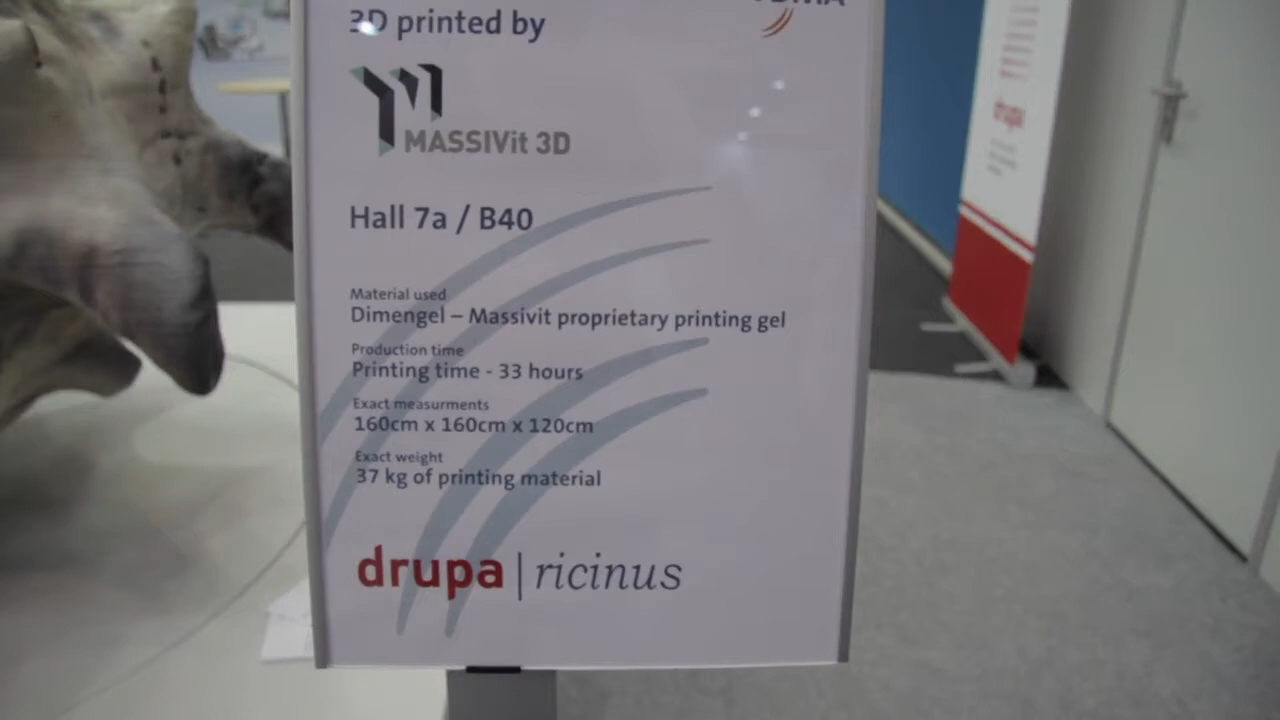 3D printed by
MASSIVit 3D
Hall 7a / B40
Material used
Dimengel – Massivit proprietary printing gel
Production time
Printing time - 33 hours
Exact measurments
160cm x 160cm x 120cm
Exact weight
37 kg of printing material
drupa | ricinus
drupa